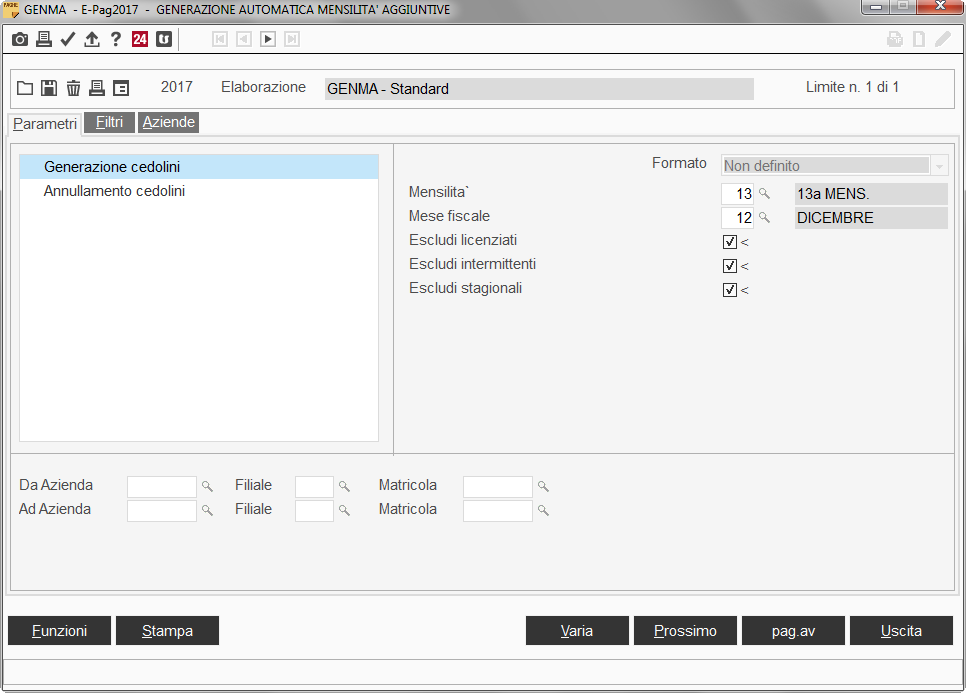 GENMA - E-Pag2017 - GENERAZIONE AUTOMATICA MENSILITA' AGGIUNTIVE
? 24
2017 Elaborazione GENMA - Standard Limite n. 1 di 1
Parametri Filtri Aziende
Generazione cedolini
Annullamento cedolini
Formato Non definito
Mensilita` 13 13a MENS.
Mese fiscale 12 DICEMBRE
Escludi licenziati <
Escludi intermittenti <
Escludi stagionali <
Da Azienda Filiale Matricola
Ad Azienda Filiale Matricola
Funzioni Stampa Varia Prossimo pag.av Uscita